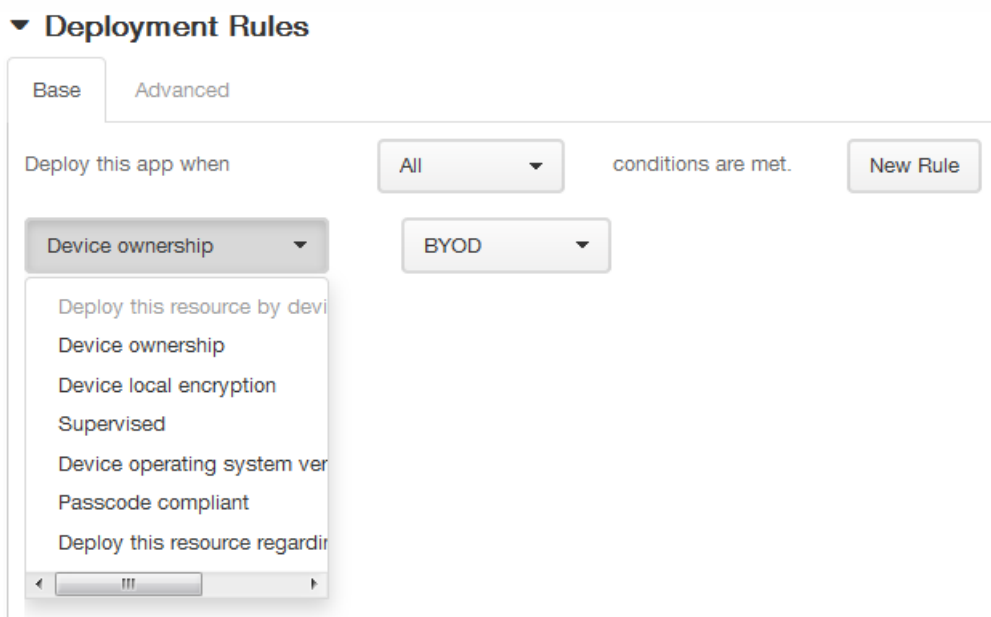 Deployment Rules
Base Advanced
Deploy this app when All conditions are met. New Rule
Device ownership BYOD
Deploy this resource by devi
Device ownership
Device local encryption
Supervised
Device operating system ver
Passcode compliant
Deploy this resource regardin